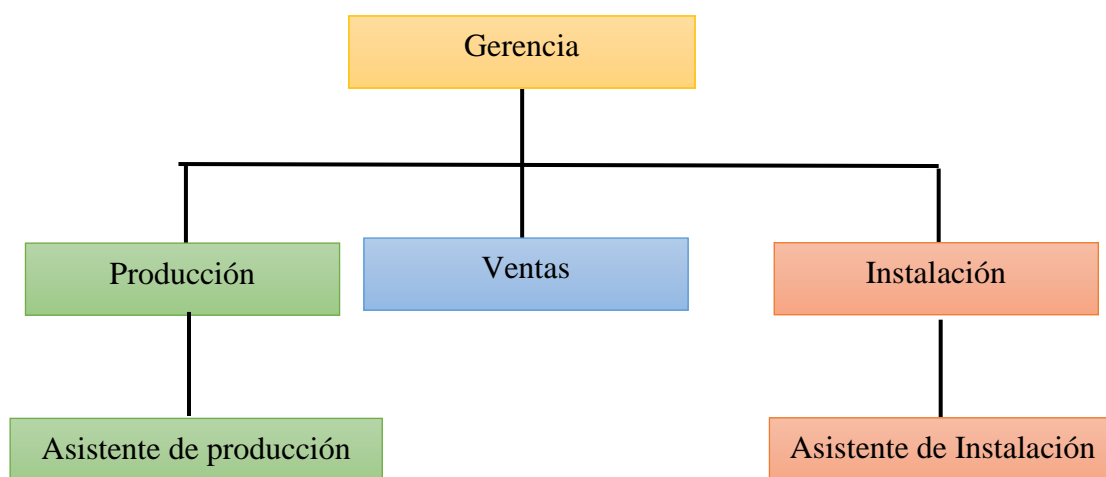 Gerencia
Producción
Ventas
Instalación
Asistente de producción
Asistente de Instalación